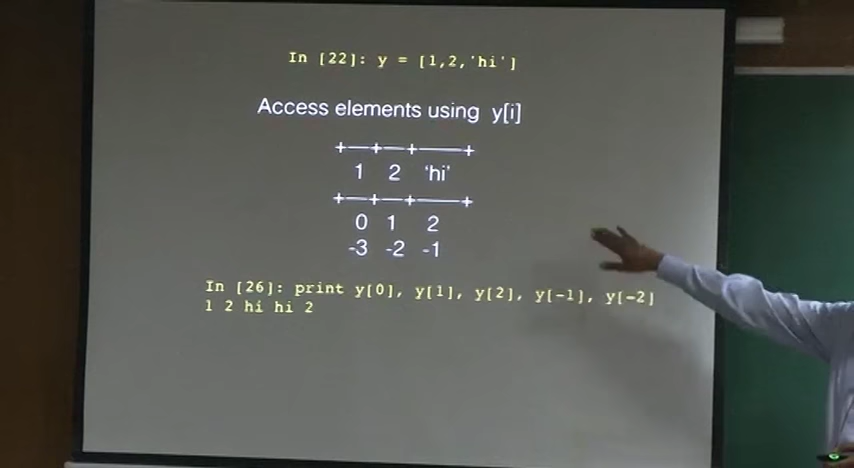 In [22]: y = [1,2,'hi']
Access elements using y[i]
+—+—+——+
1 2 'hi'
+—+—+——+
0 1 2
-3 -2 -1
In [26]: print y[0], y[1], y[2], y[-1], y[-2]
1 2 hi hi 2